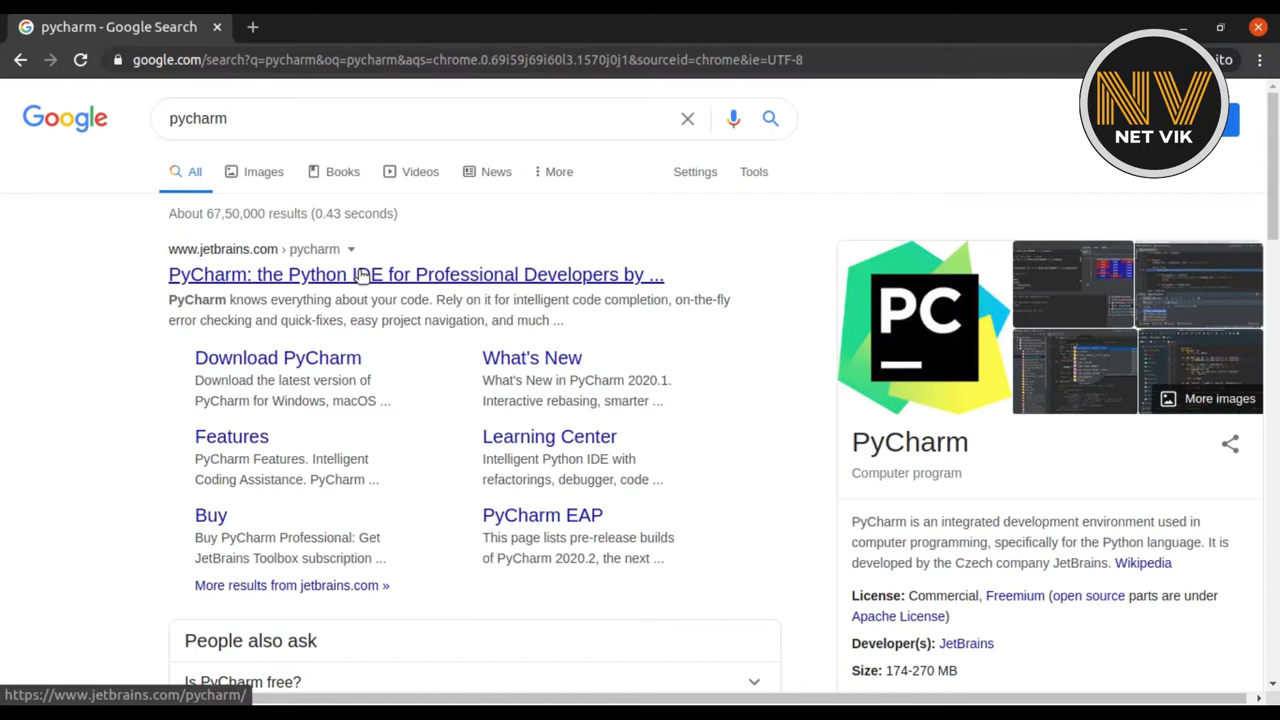 pycharm - Google Search
google.com/search?q=pycharm&oq=pycharm&aqs=chrome.0.69i59j69i60l3.1570j0j1&sourceid=chrome&ie=UTF-8
NV
NET VIK
Google
pycharm
All
Images
Books
Videos
News
More
Settings
Tools
About 67,50,000 results (0.43 seconds)
www.jetbrains.com › pycharm
PyCharm: the Python IDE for Professional Developers by ...
PyCharm knows everything about your code. Rely on it for intelligent code completion, on-the-fly
error checking and quick-fixes, easy project navigation, and much ...
Download PyCharm
Download the latest version of
PyCharm for Windows, macOS ...
What's New
What's New in PyCharm 2020.1.
Interactive rebasing, smarter ...
Features
PyCharm Features. Intelligent
Coding Assistance. PyCharm ...
Learning Center
Intelligent Python IDE with
refactorings, debugger, code ...
Buy
Buy PyCharm Professional: Get
JetBrains Toolbox subscription ...
PyCharm EAP
This page lists pre-release builds
of PyCharm 2020.2, the next ...
More results from jetbrains.com »
People also ask
Is PyCharm free?
PC
More images
PyCharm
Computer program
PyCharm is an integrated development environment used in
computer programming, specifically for the Python language. It is
developed by the Czech company JetBrains. Wikipedia
License: Commercial, Freemium (open source parts are under
Apache License)
Developer(s): JetBrains
Size: 174-270 MB
https://www.jetbrains.com/pycharm/